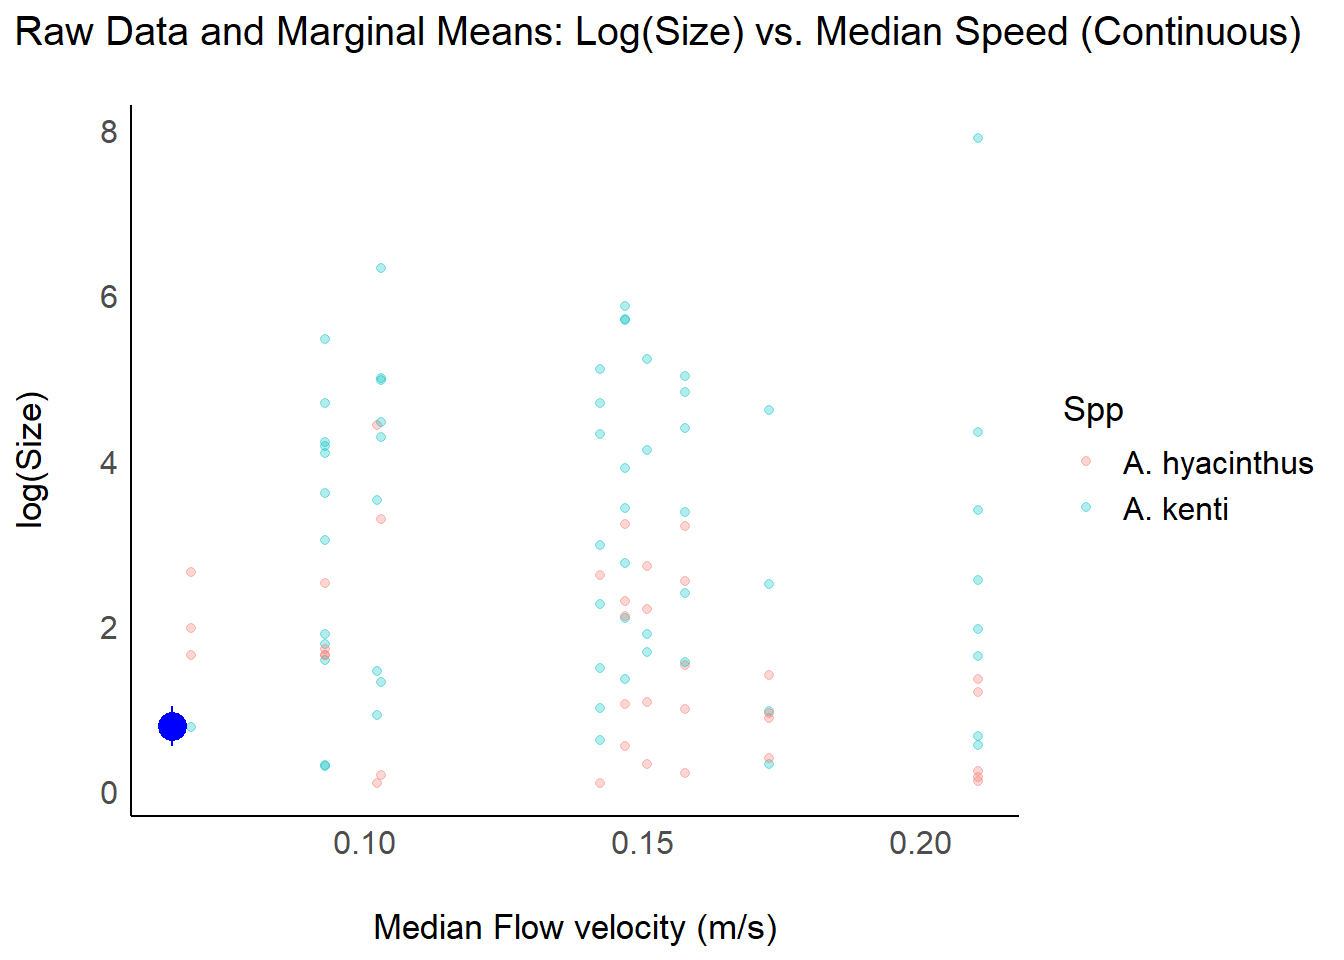 Raw Data and Marginal Means: Log(Size) vs. Median Speed (Continuous)
8
6
4
2
0
log(Size)
0.10 0.15 0.20
Median Flow velocity (m/s)
Spp
A. hyacinthus
A. kenti